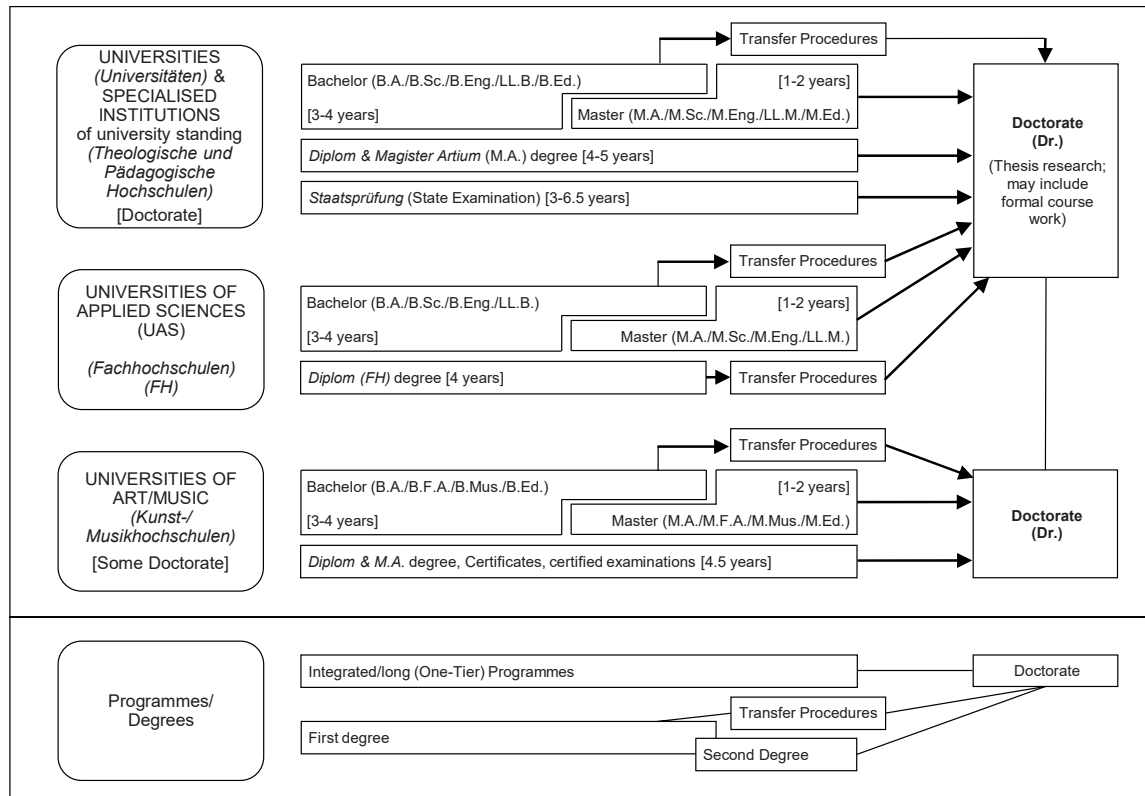 Transfer Procedures
UNIVERSITIES
(Universitäten) &
SPECIALISED
INSTITUTIONS
of university standing
(Theologische und
Pädagogische
Hochschulen)
[Doctorate]
Bachelor (B.A./B.Sc./B.Eng./LL.B./B.Ed.)
[3-4 years]
[1-2 years]
Master (M.A./M.Sc./M.Eng./LL.M./M.Ed.)
Diplom & Magister Artium (M.A.) degree [4-5 years]
Staatsprüfung (State Examination) [3-6.5 years]
Doctorate
(Dr.)
(Thesis research;
may include
formal course
work)
UNIVERSITIES OF
APPLIED SCIENCES
(UAS)
(Fachhochschulen)
(FH)
Transfer Procedures
Bachelor (B.A./B.Sc./B.Eng./LL.B.)
[3-4 years]
[1-2 years]
Master (M.A./M.Sc./M.Eng./LL.M.)
Diplom (FH) degree [4 years]
Transfer Procedures
UNIVERSITIES OF
ART/MUSIC
(Kunst-/
Musikhochschulen)
[Some Doctorate]
Transfer Procedures
Bachelor (B.A./B.F.A./B.Mus./B.Ed.)
[3-4 years]
[1-2 years]
Master (M.A./M.F.A./M.Mus./M.Ed.)
Diplom & M.A. degree, Certificates, certified examinations [4.5 years]
Doctorate
(Dr.)
Programmes/
Degrees
Integrated/long (One-Tier) Programmes
Doctorate
Transfer Procedures
First degree
Second Degree